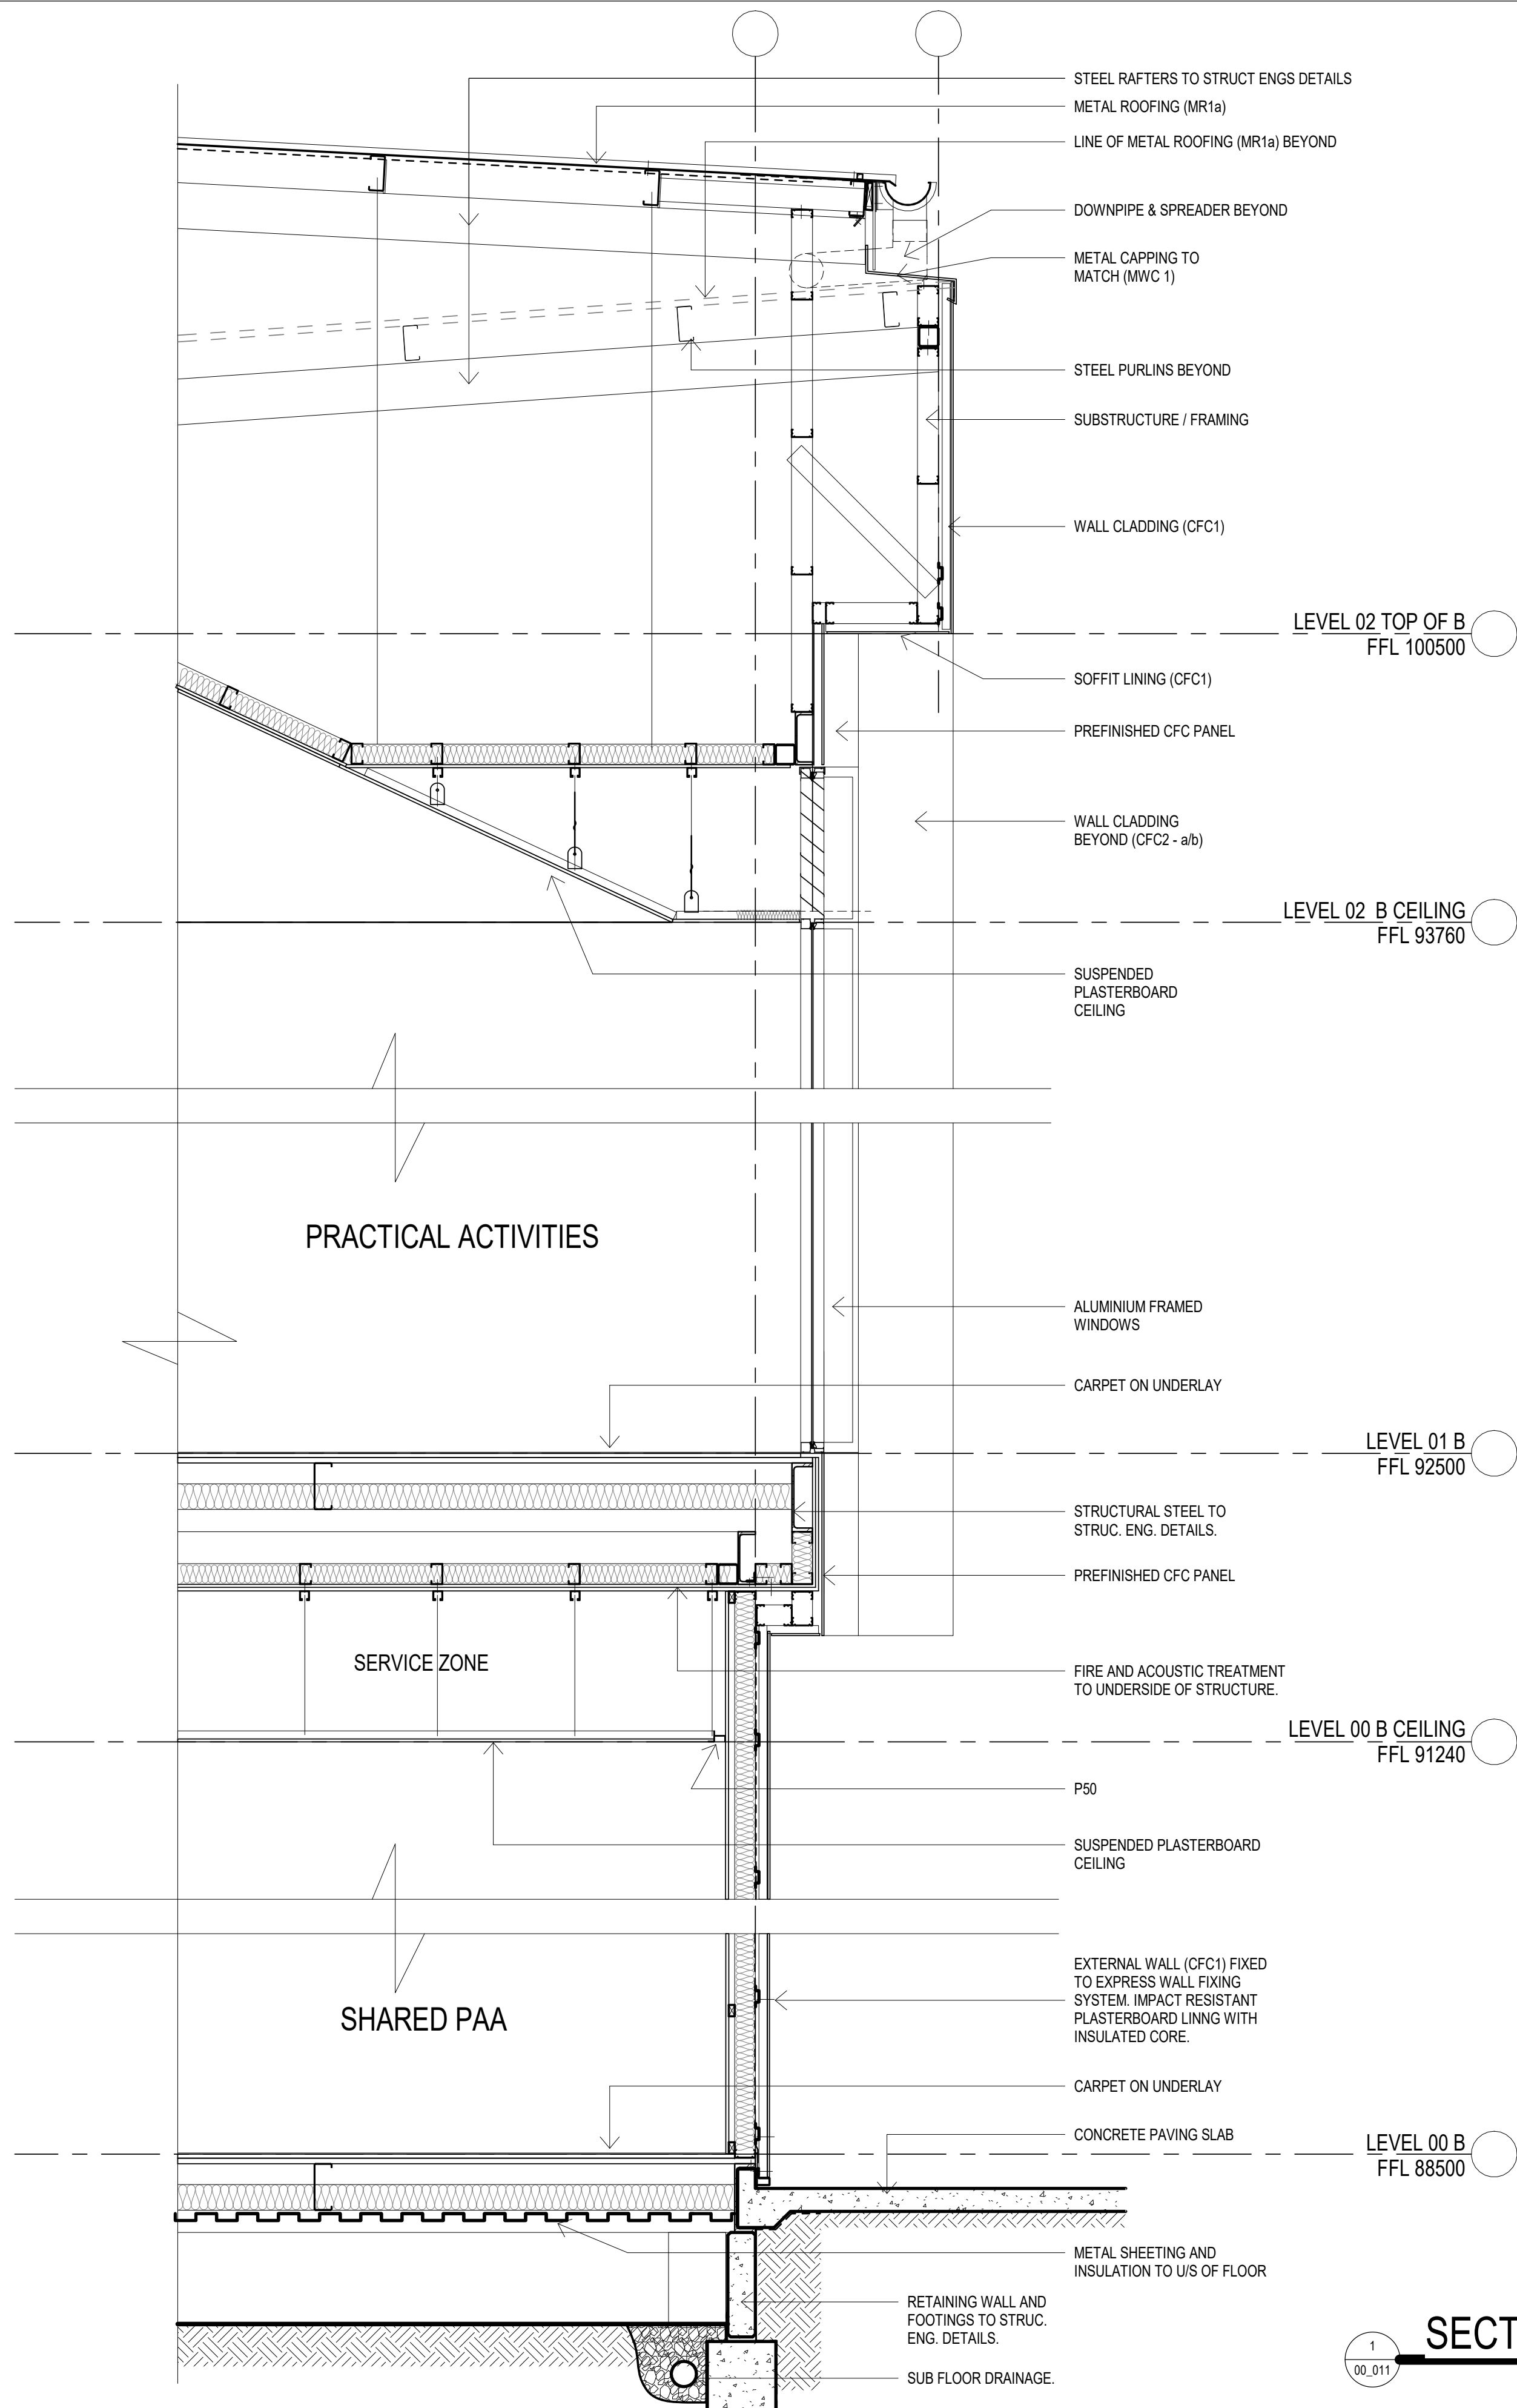 STEEL RAFTERS TO STRUCT ENGS DETAILS
METAL ROOFING (MR1a)
LINE OF METAL ROOFING (MR1a) BEYOND
DOWNPIPE & SPREADER BEYOND
METAL CAPPING TO
MATCH (MWC 1)
STEEL PURLINS BEYOND
SUBSTRUCTURE / FRAMING
WALL CLADDING (CFC1)
LEVEL 02 TOP OF B
FFL 100500
SOFFIT LINING (CFC1)
PREFINISHED CFC PANEL
WALL CLADDING
BEYOND (CFC2 - a/b)
LEVEL 02 B CEILING
FFL 93760
SUSPENDED
PLASTERBOARD
CEILING
PRACTICAL ACTIVITIES
ALUMINIUM FRAMED
WINDOWS
CARPET ON UNDERLAY
LEVEL 01 B
FFL 92500
STRUCTURAL STEEL TO
STRUC. ENG. DETAILS.
PREFINISHED CFC PANEL
SERVICE ZONE
FIRE AND ACOUSTIC TREATMENT
TO UNDERSIDE OF STRUCTURE.
LEVEL 00 B CEILING
FFL 91240
P50
SUSPENDED PLASTERBOARD
CEILING
EXTERNAL WALL (CFC1) FIXED
TO EXPRESS WALL FIXING
SYSTEM. IMPACT RESISTANT
PLASTERBOARD LINNG WITH
INSULATED CORE.
SHARED PAA
CARPET ON UNDERLAY
CONCRETE PAVING SLAB
LEVEL 00 B
FFL 88500
METAL SHEETING AND
INSULATION TO U/S OF FLOOR
RETAINING WALL AND
FOOTINGS TO STRUC.
ENG. DETAILS.
SUB FLOOR DRAINAGE.
1
00_011
SECT